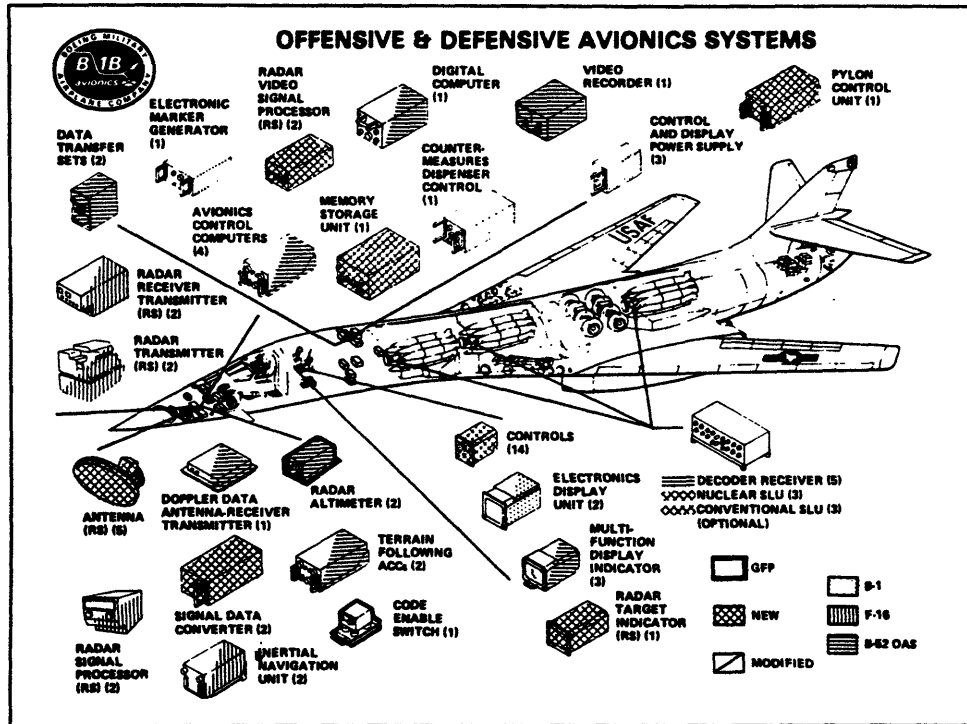 OFFENSIVE & DEFENSIVE AVIONICS SYSTEMS
BOEING MILITARY
AIRPLANE COMPANY
B 1B
avionics
DATA
TRANSFER
SETS (2)
ELECTRONIC
MARKER
GENERATOR
(1)
RADAR
VIDEO
SIGNAL
PROCESSOR
(RS) (2)
DIGITAL
COMPUTER
(1)
VIDEO
RECORDER (1)
PYLON
CONTROL
UNIT (1)
CONTROL
AND DISPLAY
POWER SUPPLY
(3)
COUNTER-
MEASURES
DISPENSER
CONTROL
(1)
AVIONICS
CONTROL
COMPUTERS
(4)
MEMORY
STORAGE
UNIT (1)
USAF
RADAR
RECEIVER
TRANSMITTER
(RS) (2)
RADAR
TRANSMITTER
(RS) (2)
ANTENNA
(RS) (5)
DOPPLER DATA
ANTENNA-RECEIVER
TRANSMITTER (1)
RADAR
ALTIMETER (2)
CONTROLS
(14)
ELECTRONICS
DISPLAY
UNIT (2)
DECODER RECEIVER (5)
NUCLEAR SLU (3)
CONVENTIONAL SLU (3)
(OPTIONAL)
MULTI-
FUNCTION
DISPLAY
INDICATOR
(3)
TERRAIN
FOLLOWING
ACCs (2)
SIGNAL DATA
CONVERTER (2)
CODE
ENABLE
SWITCH (1)
RADAR
TARGET
INDICATOR
(RS) (1)
RADAR
SIGNAL
PROCESSOR
(RS) (2)
INERTIAL
NAVIGATION
UNIT (2)
GFP
NEW
MODIFIED
B-1
F-16
B-52 OAS